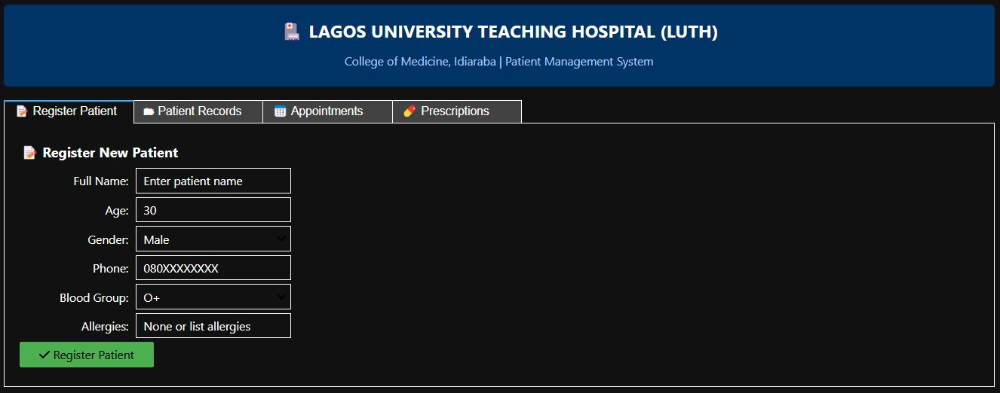 LAGOS UNIVERSITY TEACHING HOSPITAL (LUTH)
College of Medicine, Idiaraba | Patient Management System
Register Patient
Patient Records
Appointments
Prescriptions
Register New Patient
Full Name: Enter patient name
Age: 30
Gender: Male
Phone: 080XXXXXXXX
Blood Group: O+
Allergies: None or list allergies
Register Patient